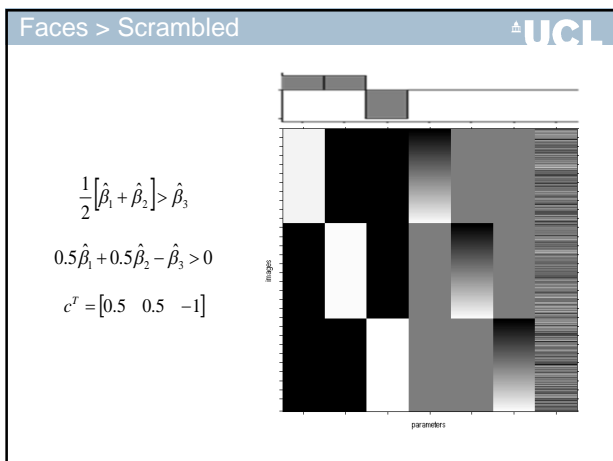 Faces > Scrambled
UCL
½[β̂₁ + β̂₂] > β̂₃
0.5β̂₁ + 0.5β̂₂ − β̂₃ > 0
cᵀ = [0.5 0.5 −1]
images
parameters